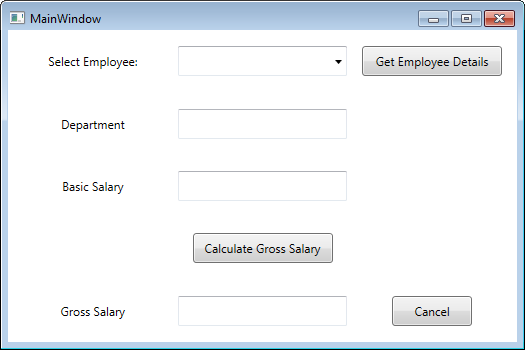 MainWindow
Select Employee:
Get Employee Details
Department
Basic Salary
Calculate Gross Salary
Gross Salary
Cancel